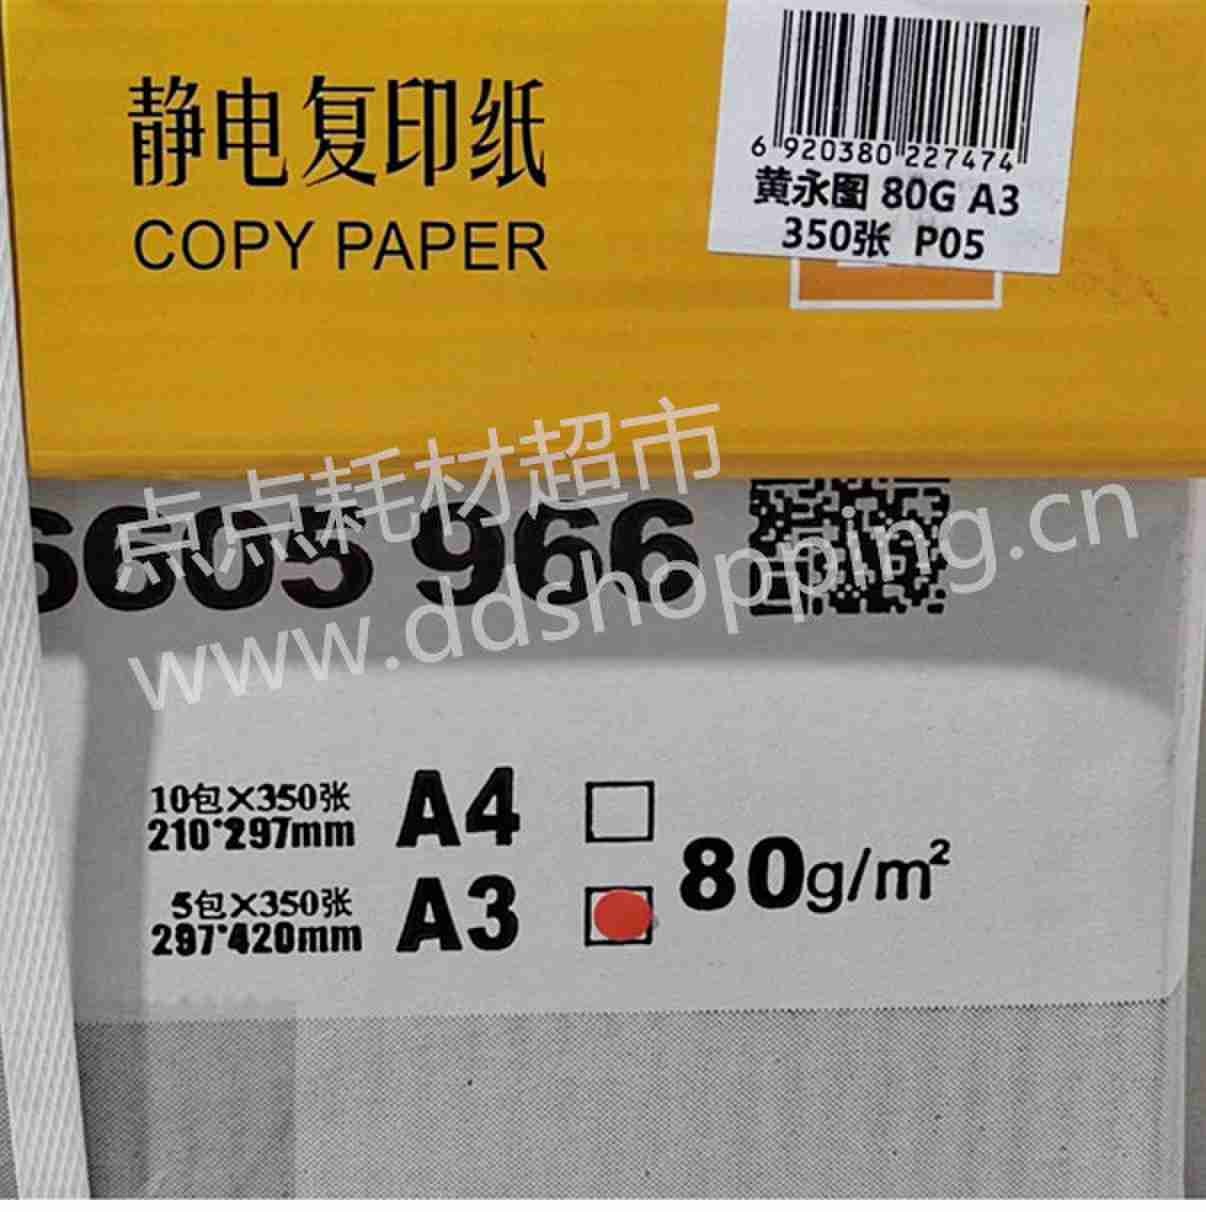 静电复印纸
COPY PAPER
6 920380 227474
黄永图 80G A3
350张 P05
点点耗材超市
www.ddshopping.cn
6605 966
10包×350张
210*297mm
A4
5包×350张
297*420mm
A3
80g/m²